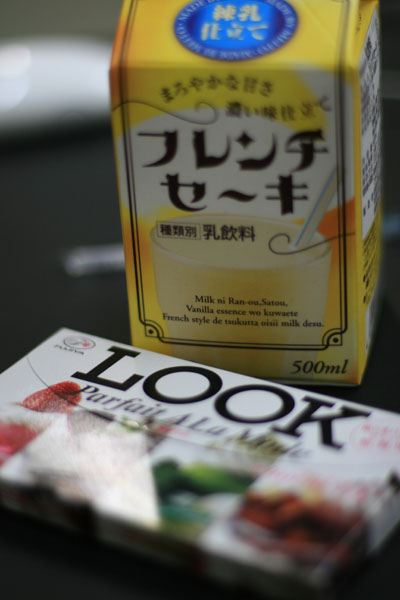 練乳
仕立て
まろやかな甘さ
濃い味仕立て
フレンチ
セ〜キ
種類別 乳飲料
Milk ni Ran-ou,Satou,
Vanilla essence wo kuwaete
French style de tsukutta oisii milk desu.
500ml
FUJIYA
LOOK
Parfait A La Mode